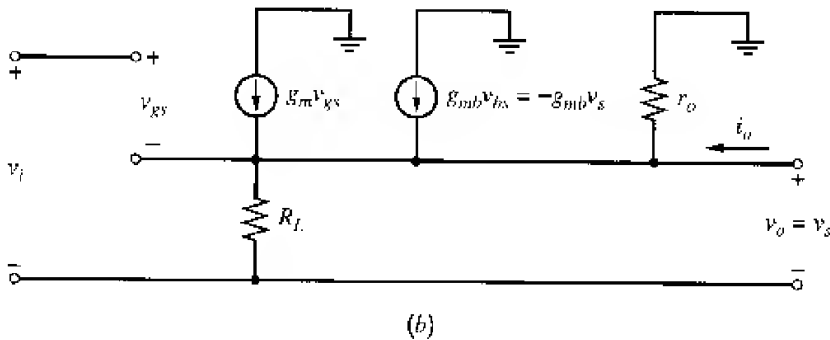 + +
v_gs
−
v_i
−
g_m v_gs
g_mb v_bs = −g_mb v_s
r_o
i_o
+
R_L
v_o = v_s
−
(b)